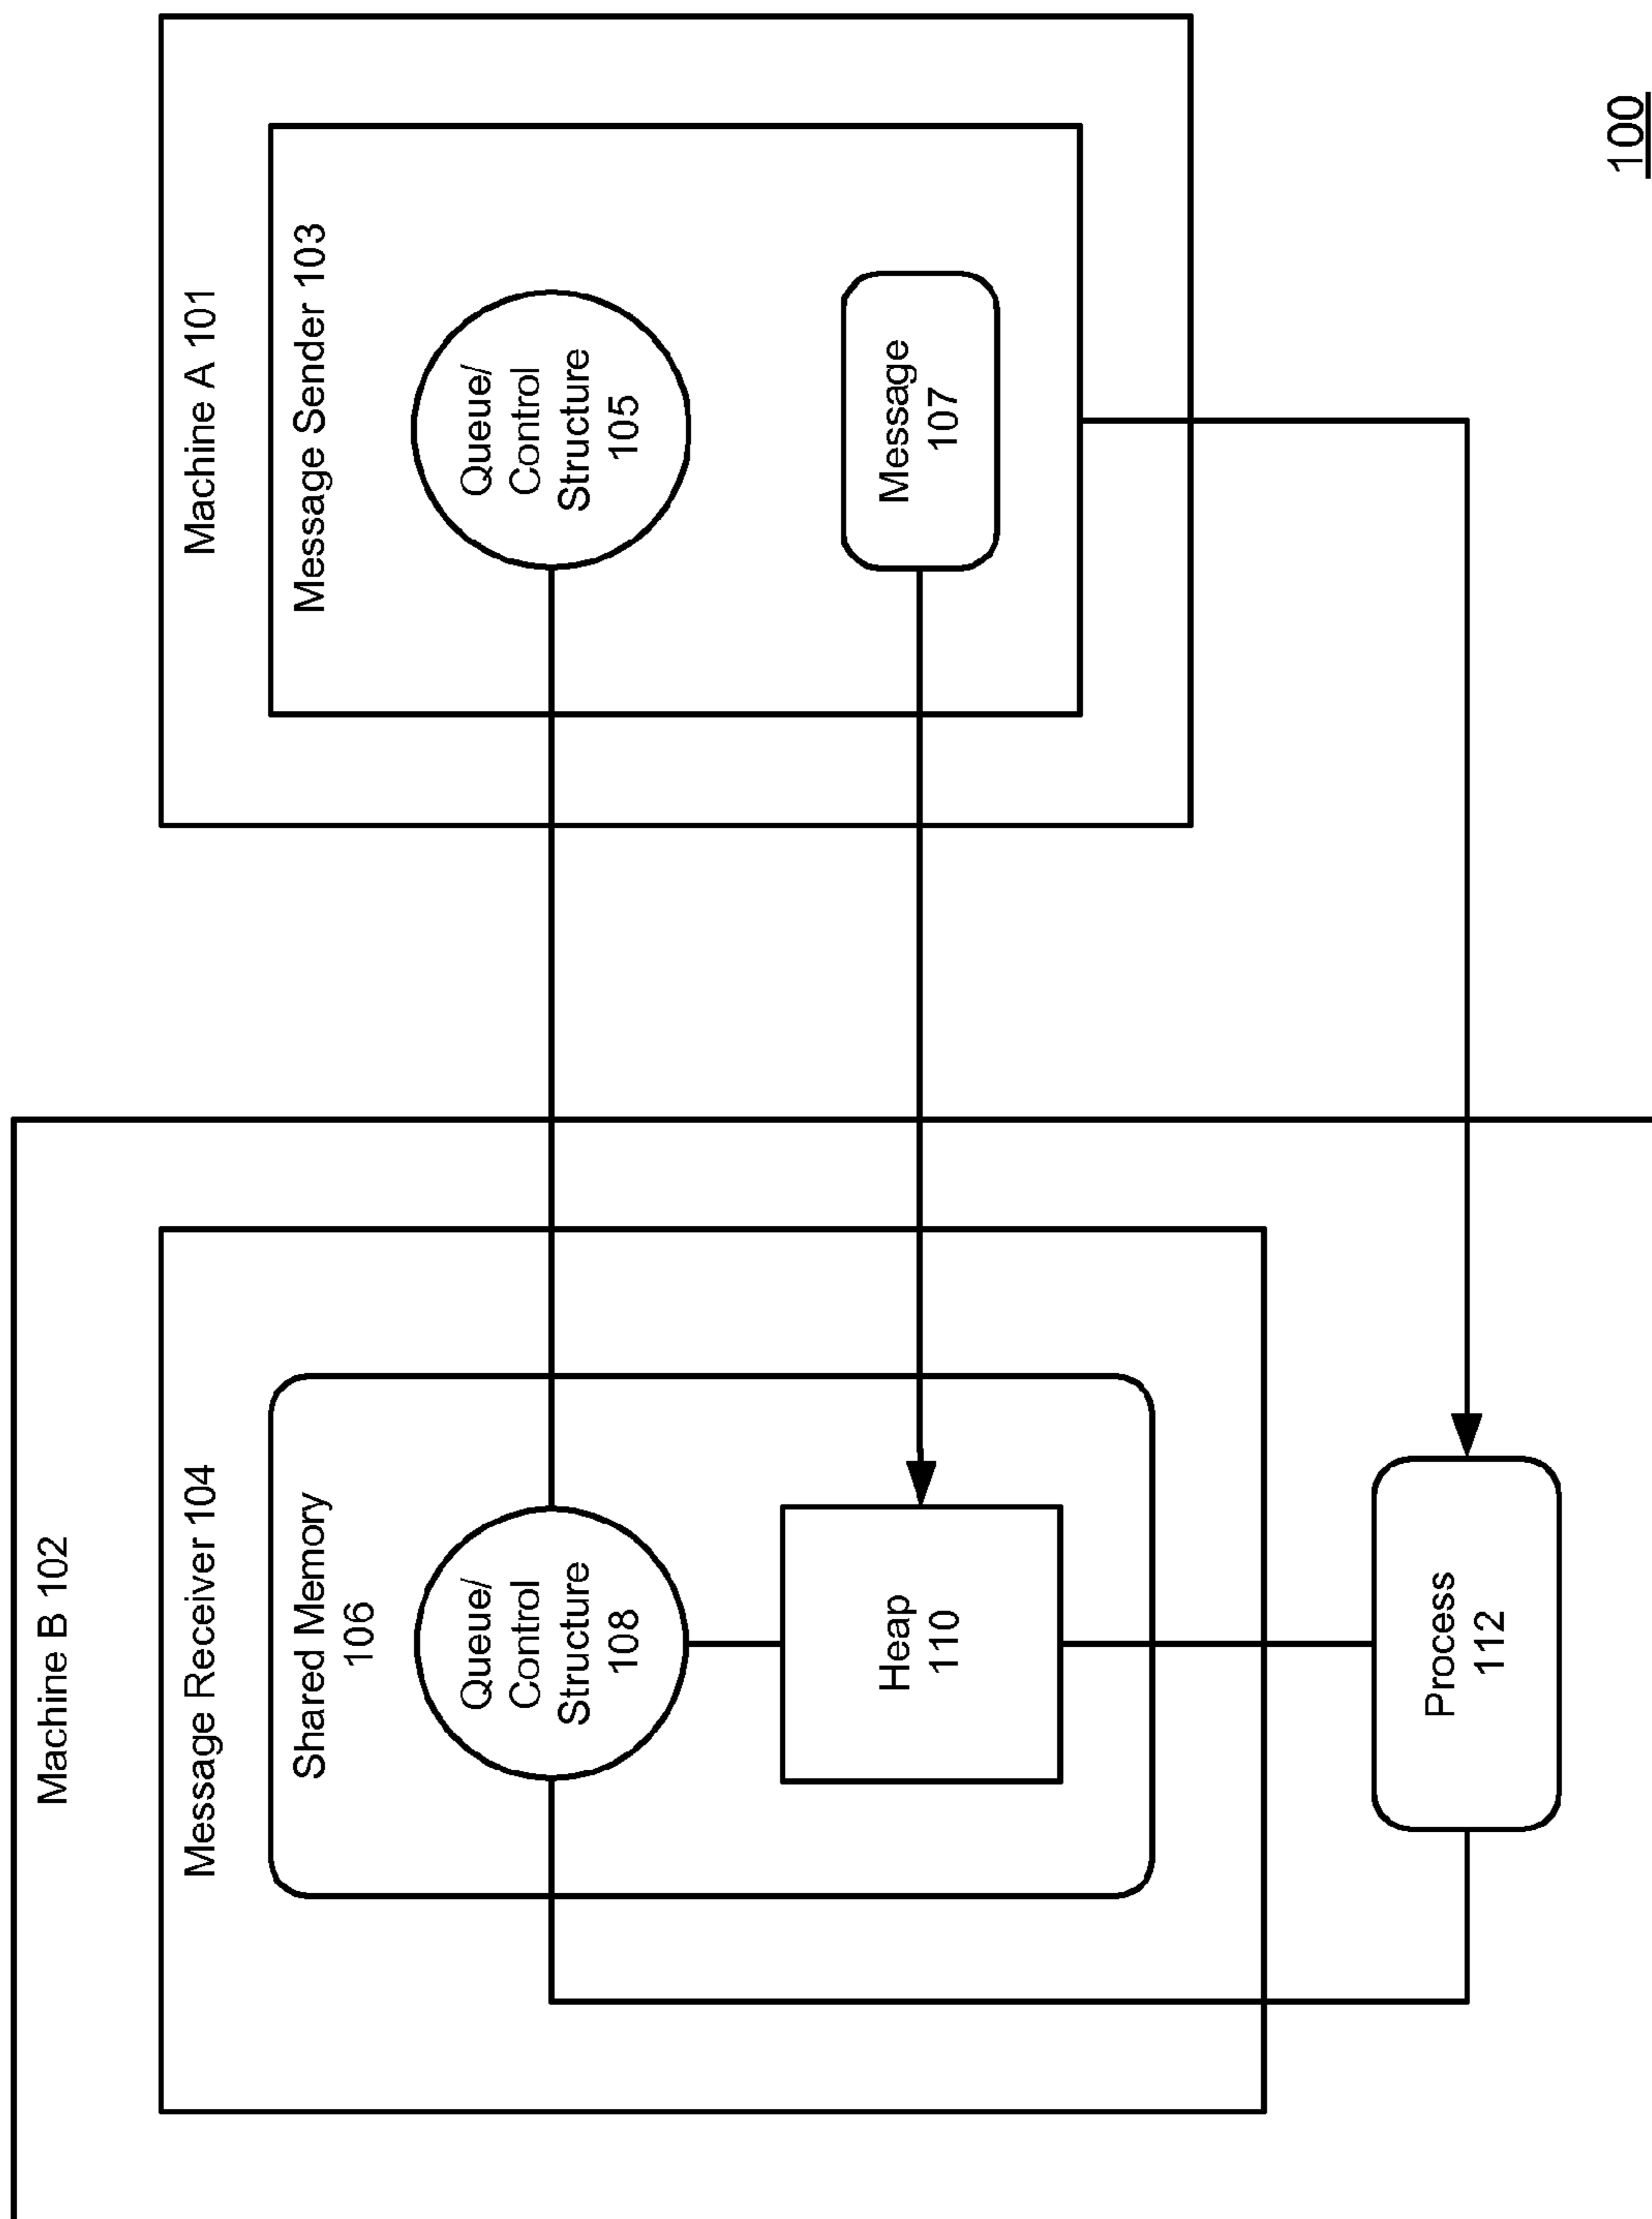 Machine B 102
Message Receiver 104
Shared Memory
106
Queue/
Control
Structure
108
Heap
110
Process
112
Machine A 101
Message Sender 103
Queue/
Control
Structure
105
Message
107
100